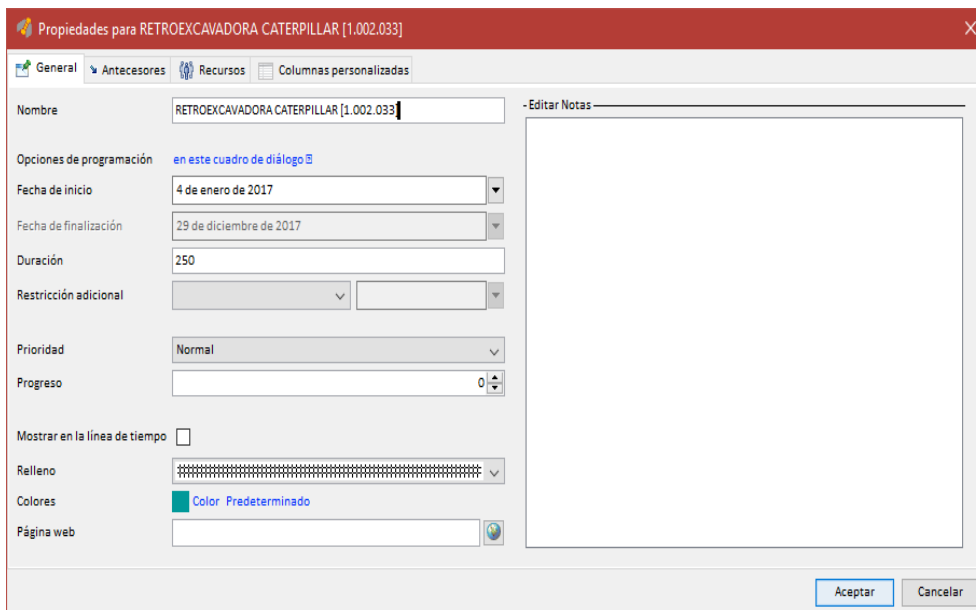 Propiedades para RETROEXCAVADORA CATERPILLAR [1.002.033]
General Antecesores Recursos Columnas personalizadas
Nombre RETROEXCAVADORA CATERPILLAR [1.002.033]
Editar Notas
Opciones de programación en este cuadro de diálogo
Fecha de inicio 4 de enero de 2017
Fecha de finalización 29 de diciembre de 2017
Duración 250
Restricción adicional
Prioridad Normal
Progreso 0
Mostrar en la línea de tiempo
Relleno
Colores Color Predeterminado
Página web
Aceptar Cancelar